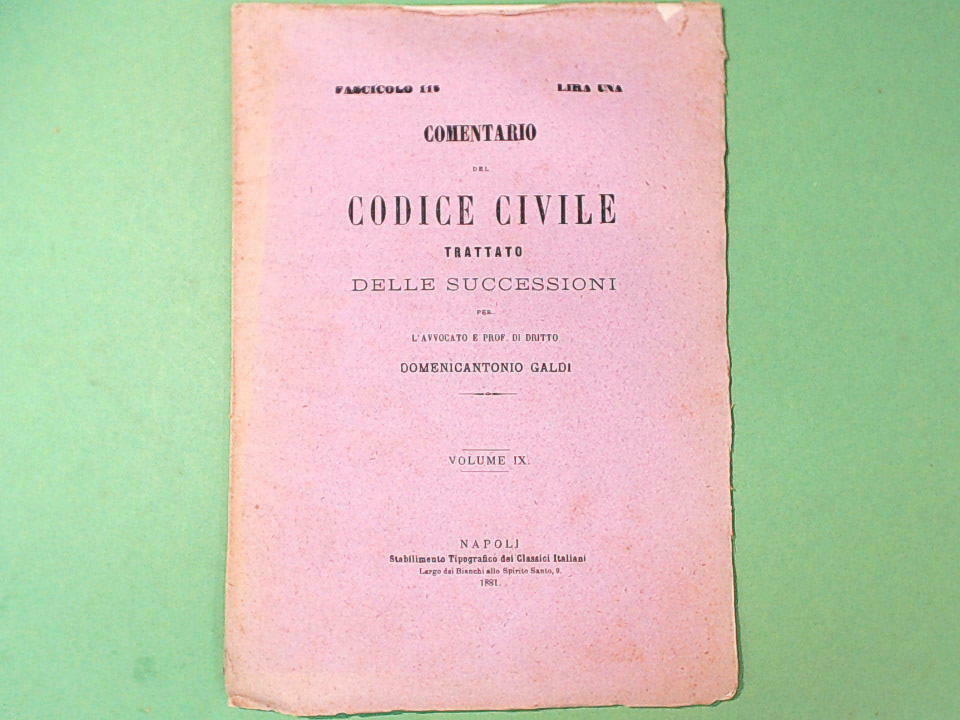 FASCICOLO 115 LIRA UNA
COMENTARIO
DEL
CODICE CIVILE
TRATTATO
DELLE SUCCESSIONI
PER
L'AVVOCATO E PROF. DI DRITTO
DOMENICANTONIO GALDI
VOLUME IX.
NAPOLI
Stabilimento Tipografico dei Classici Italiani
Largo dei Bianchi allo Spirito Santo, 9.
1881.